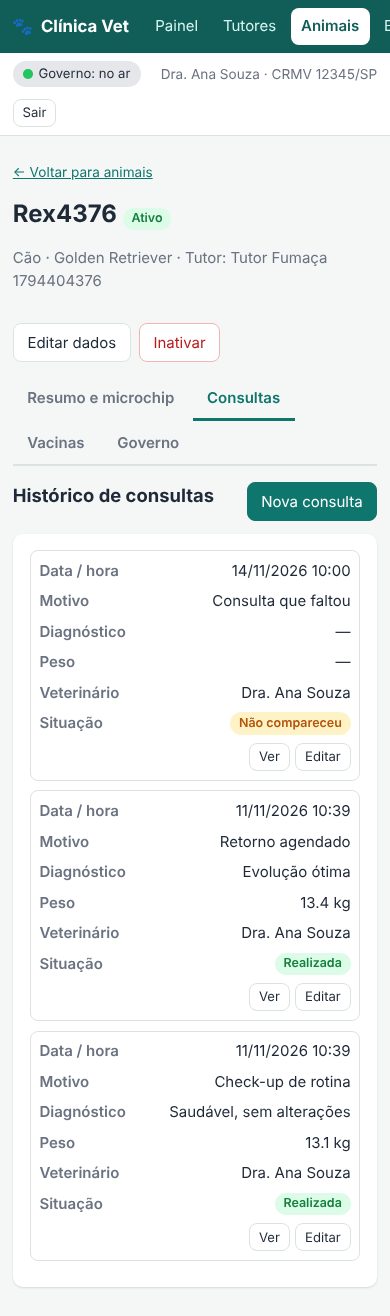 🐾 Clínica Vet Painel Tutores Animais
Governo: no ar Dra. Ana Souza · CRMV 12345/SP
Sair
← Voltar para animais
Rex4376 Ativo
Cão · Golden Retriever · Tutor: Tutor Fumaça
1794404376
Editar dados Inativar
Resumo e microchip Consultas
Vacinas Governo
Histórico de consultas Nova consulta
Data / hora 14/11/2026 10:00
Motivo Consulta que faltou
Diagnóstico —
Peso —
Veterinário Dra. Ana Souza
Situação Não compareceu
Ver Editar
Data / hora 11/11/2026 10:39
Motivo Retorno agendado
Diagnóstico Evolução ótima
Peso 13.4 kg
Veterinário Dra. Ana Souza
Situação Realizada
Ver Editar
Data / hora 11/11/2026 10:39
Motivo Check-up de rotina
Diagnóstico Saudável, sem alterações
Peso 13.1 kg
Veterinário Dra. Ana Souza
Situação Realizada
Ver Editar